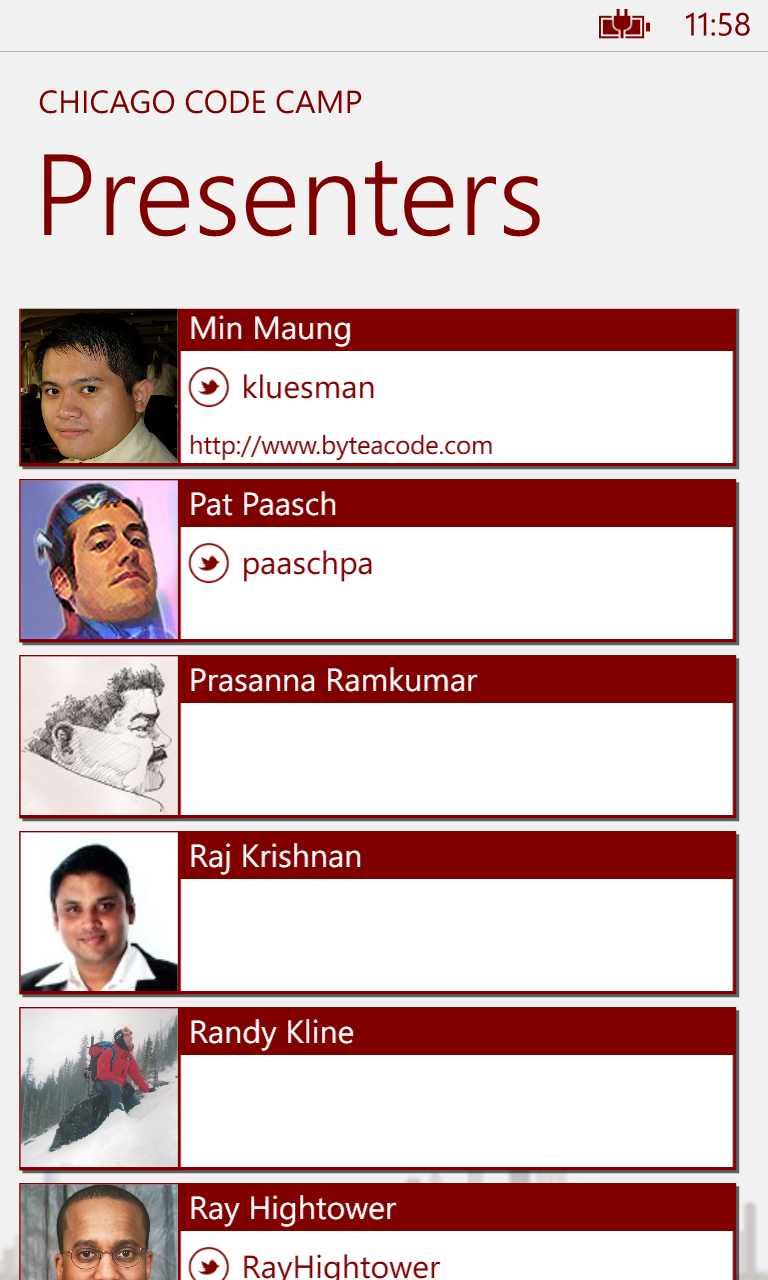 11:58
CHICAGO CODE CAMP
Presenters
Min Maung
kluesman
http://www.byteacode.com
Pat Paasch
paaschpa
Prasanna Ramkumar
Raj Krishnan
Randy Kline
Ray Hightower
RayHightower